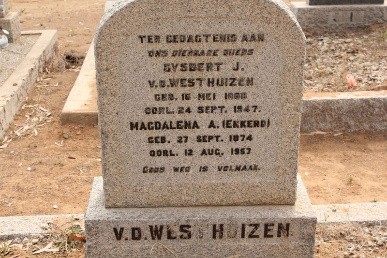 TER GEDAGTENIS AAN
ONS DIERBARE OUERS
GYSBERT J.
V.D. WESTHUIZEN
GEB. 16 MEI
OORL. 24 SEPT. 1947.
MAGDALENA A. (EKKERD)
GEB. 27 SEPT. 1874
OORL. 12 AUG. 1957
GODS WEG IS VOLMAAK.
V.D. WESTHUIZEN